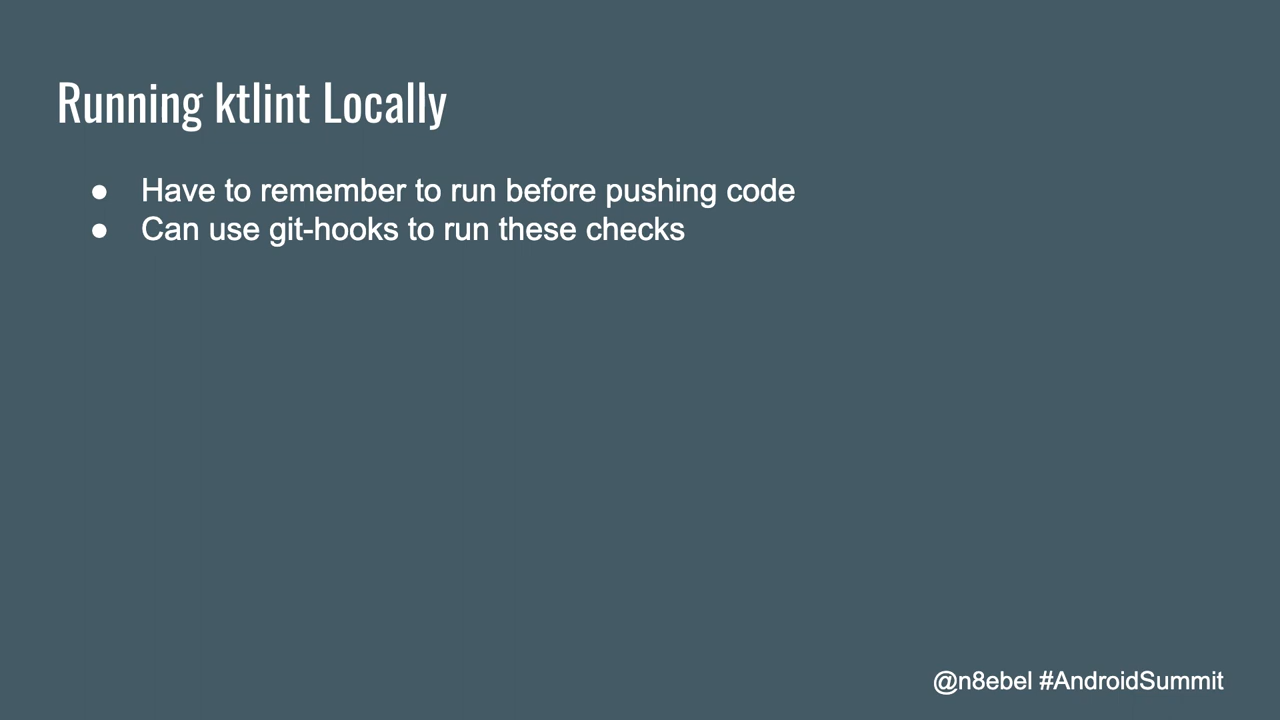 Running ktlint Locally
● Have to remember to run before pushing code
● Can use git-hooks to run these checks
@n8ebel #AndroidSummit